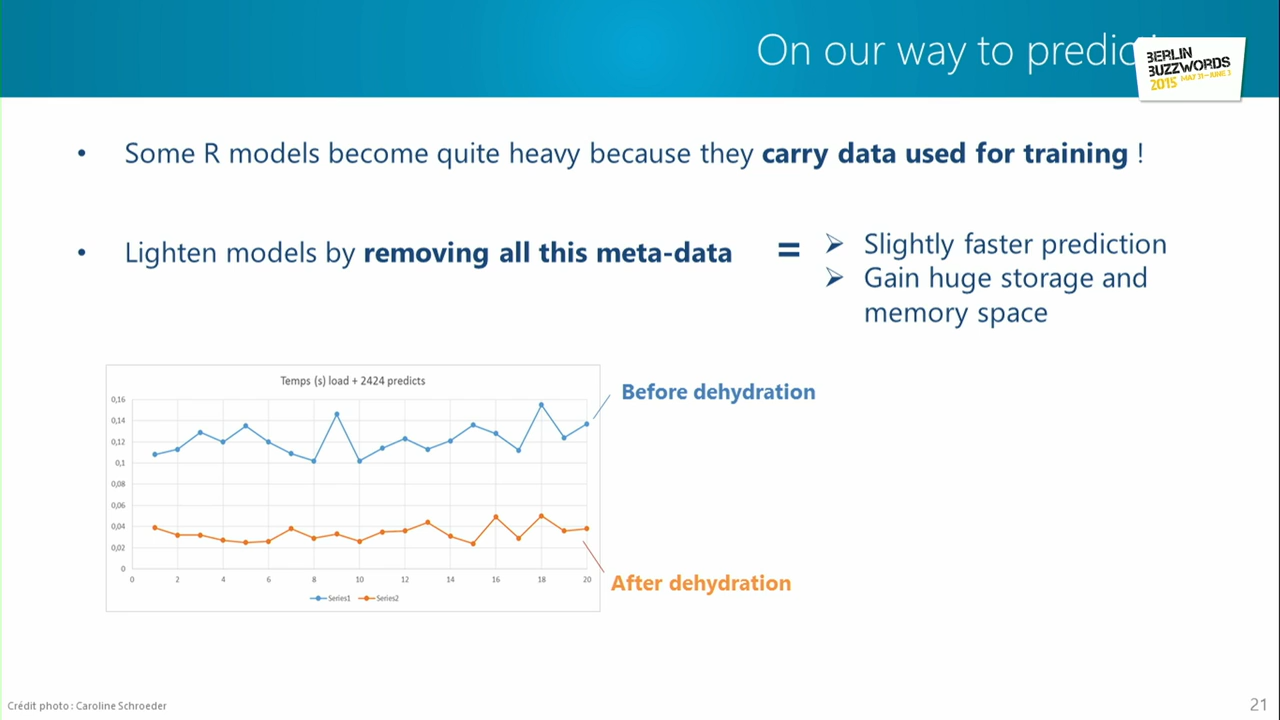 On our way to predic
BERLIN
BUZZWORDS
2015 MAY 31-JUNE 3
• Some R models become quite heavy because they carry data used for training !
• Lighten models by removing all this meta-data
=
➢ Slightly faster prediction
➢ Gain huge storage and
memory space
Temps (s) load + 2424 predicts
0,16
0,14
0,12
0,1
0,08
0,06
0,04
0,02
0
0 2 4 6 8 10 12 14 16 18 20
Series1 Series2
Before dehydration
After dehydration
Crédit photo : Caroline Schroeder
21